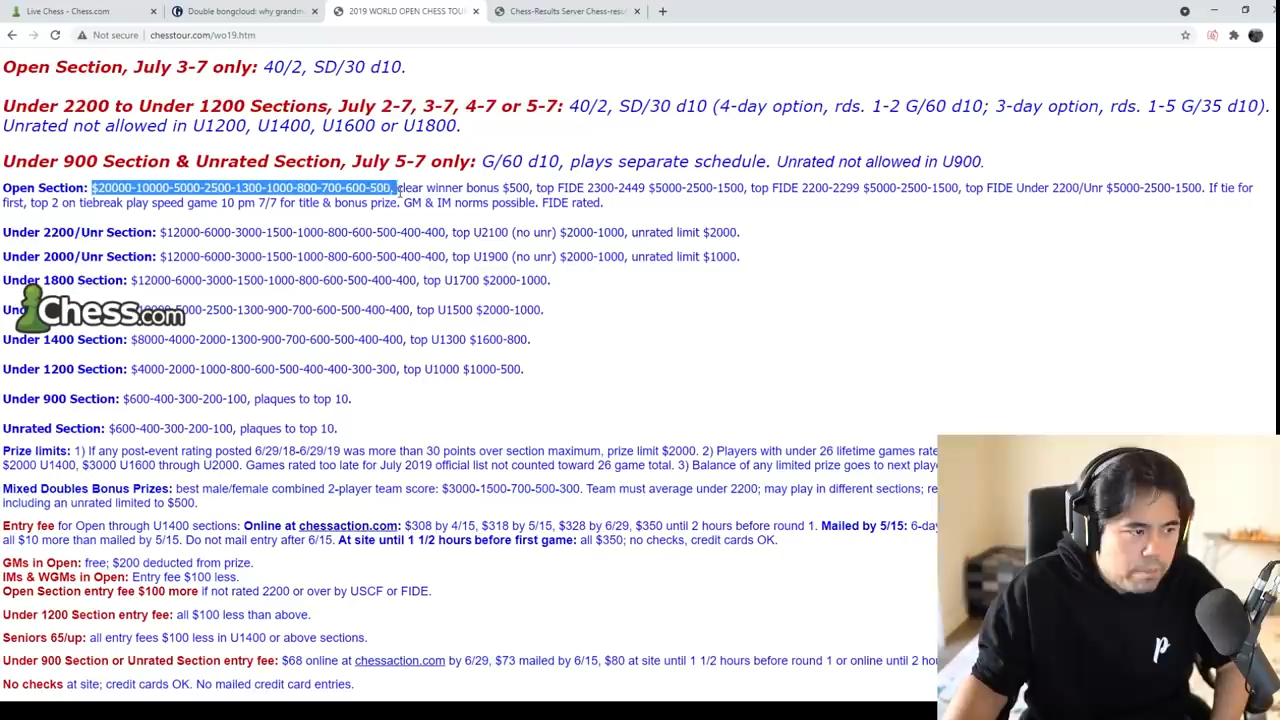 Live Chess - Chess.com
Double bongcloud: why grandm
2019 WORLD OPEN CHESS TOU
Chess-Results Server Chess-resu
Not secure | chesstour.com/wo19.htm
Open Section, July 3-7 only: 40/2, SD/30 d10.
Under 2200 to Under 1200 Sections, July 2-7, 3-7, 4-7 or 5-7: 40/2, SD/30 d10 (4-day option, rds. 1-2 G/60 d10; 3-day option, rds. 1-5 G/35 d10).
Unrated not allowed in U1200, U1400, U1600 or U1800.
Under 900 Section & Unrated Section, July 5-7 only: G/60 d10, plays separate schedule. Unrated not allowed in U900.
Open Section: $20000-10000-5000-2500-1300-1000-800-700-600-500, clear winner bonus $500, top FIDE 2300-2449 $5000-2500-1500, top FIDE 2200-2299 $5000-2500-1500, top FIDE Under 2200/Unr $5000-2500-1500. If tie for
first, top 2 on tiebreak play speed game 10 pm 7/7 for title & bonus prize. GM & IM norms possible. FIDE rated.
Under 2200/Unr Section: $12000-6000-3000-1500-1000-800-600-500-400-400, top U2100 (no unr) $2000-1000, unrated limit $2000.
Under 2000/Unr Section: $12000-6000-3000-1500-1000-800-600-500-400-400, top U1900 (no unr) $2000-1000, unrated limit $1000.
Under 1800 Section: $12000-6000-3000-1500-1000-800-600-500-400-400, top U1700 $2000-1000.
-2500-1300-900-700-600-500-400-400, top U1500 $2000-1000.
Chess.com
Under 1400 Section: $8000-4000-2000-1300-900-700-600-500-400-400, top U1300 $1600-800.
Under 1200 Section: $4000-2000-1000-800-600-500-400-400-300-300, top U1000 $1000-500.
Under 900 Section: $600-400-300-200-100, plaques to top 10.
Unrated Section: $600-400-300-200-100, plaques to top 10.
Prize limits: 1) If any post-event rating posted 6/29/18-6/29/19 was more than 30 points over section maximum, prize limit $2000. 2) Players with under 26 lifetime games rate
$2000 U1400, $3000 U1600 through U2000. Games rated too late for July 2019 official list not counted toward 26 game total. 3) Balance of any limited prize goes to next playe
Mixed Doubles Bonus Prizes: best male/female combined 2-player team score: $3000-1500-700-500-300. Team must average under 2200; may play in different sections; re
including an unrated limited to $500.
Entry fee for Open through U1400 sections: Online at chessaction.com: $308 by 4/15, $318 by 5/15, $328 by 6/29, $350 until 2 hours before round 1. Mailed by 5/15: 6-day
all $10 more than mailed by 5/15. Do not mail entry after 6/15. At site until 1 1/2 hours before first game: all $350; no checks, credit cards OK.
GMs in Open: free; $200 deducted from prize.
IMs & WGMs in Open: Entry fee $100 less.
Open Section entry fee $100 more if not rated 2200 or over by USCF or FIDE.
Under 1200 Section entry fee: all $100 less than above.
Seniors 65/up: all entry fees $100 less in U1400 or above sections.
Under 900 Section or Unrated Section entry fee: $68 online at chessaction.com by 6/29, $73 mailed by 6/15, $80 at site until 1 1/2 hours before round 1 or online until 2 hou
No checks at site; credit cards OK. No mailed credit card entries.